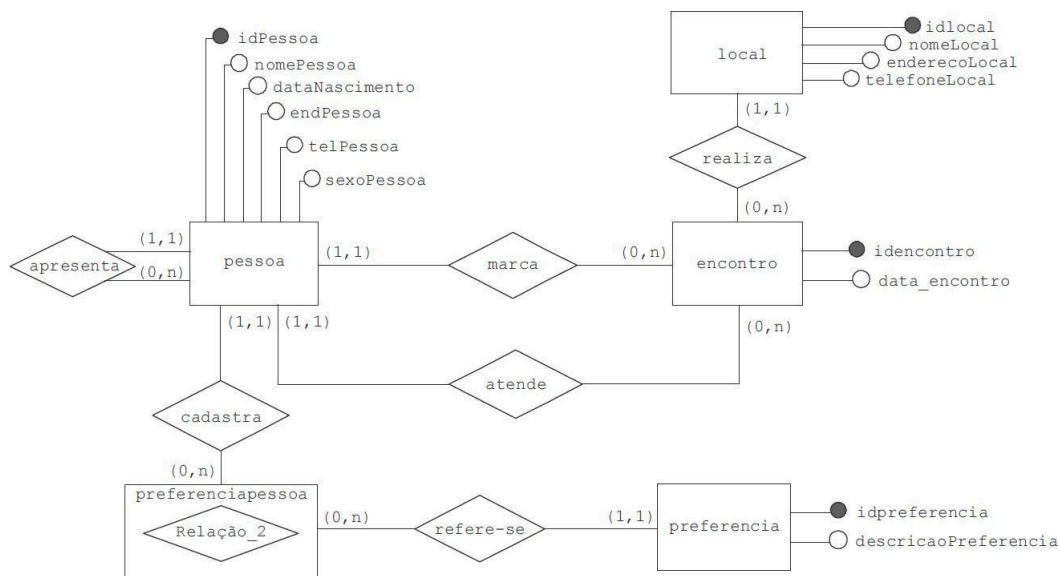 idPessoa
nomePessoa
dataNascimento
endPessoa
telPessoa
sexoPessoa
local
idlocal
nomeLocal
enderecoLocal
telefoneLocal
(1,1)
realiza
(0,n)
apresenta
(1,1)
(0,n)
pessoa
(1,1)
marca
(0,n)
encontro
idencontro
data_encontro
(1,1)
(1,1)
(0,n)
atende
cadastra
(0,n)
preferenciapessoa
Relação_2
(0,n)
refere-se
(1,1)
preferencia
idpreferencia
descricaoPreferencia